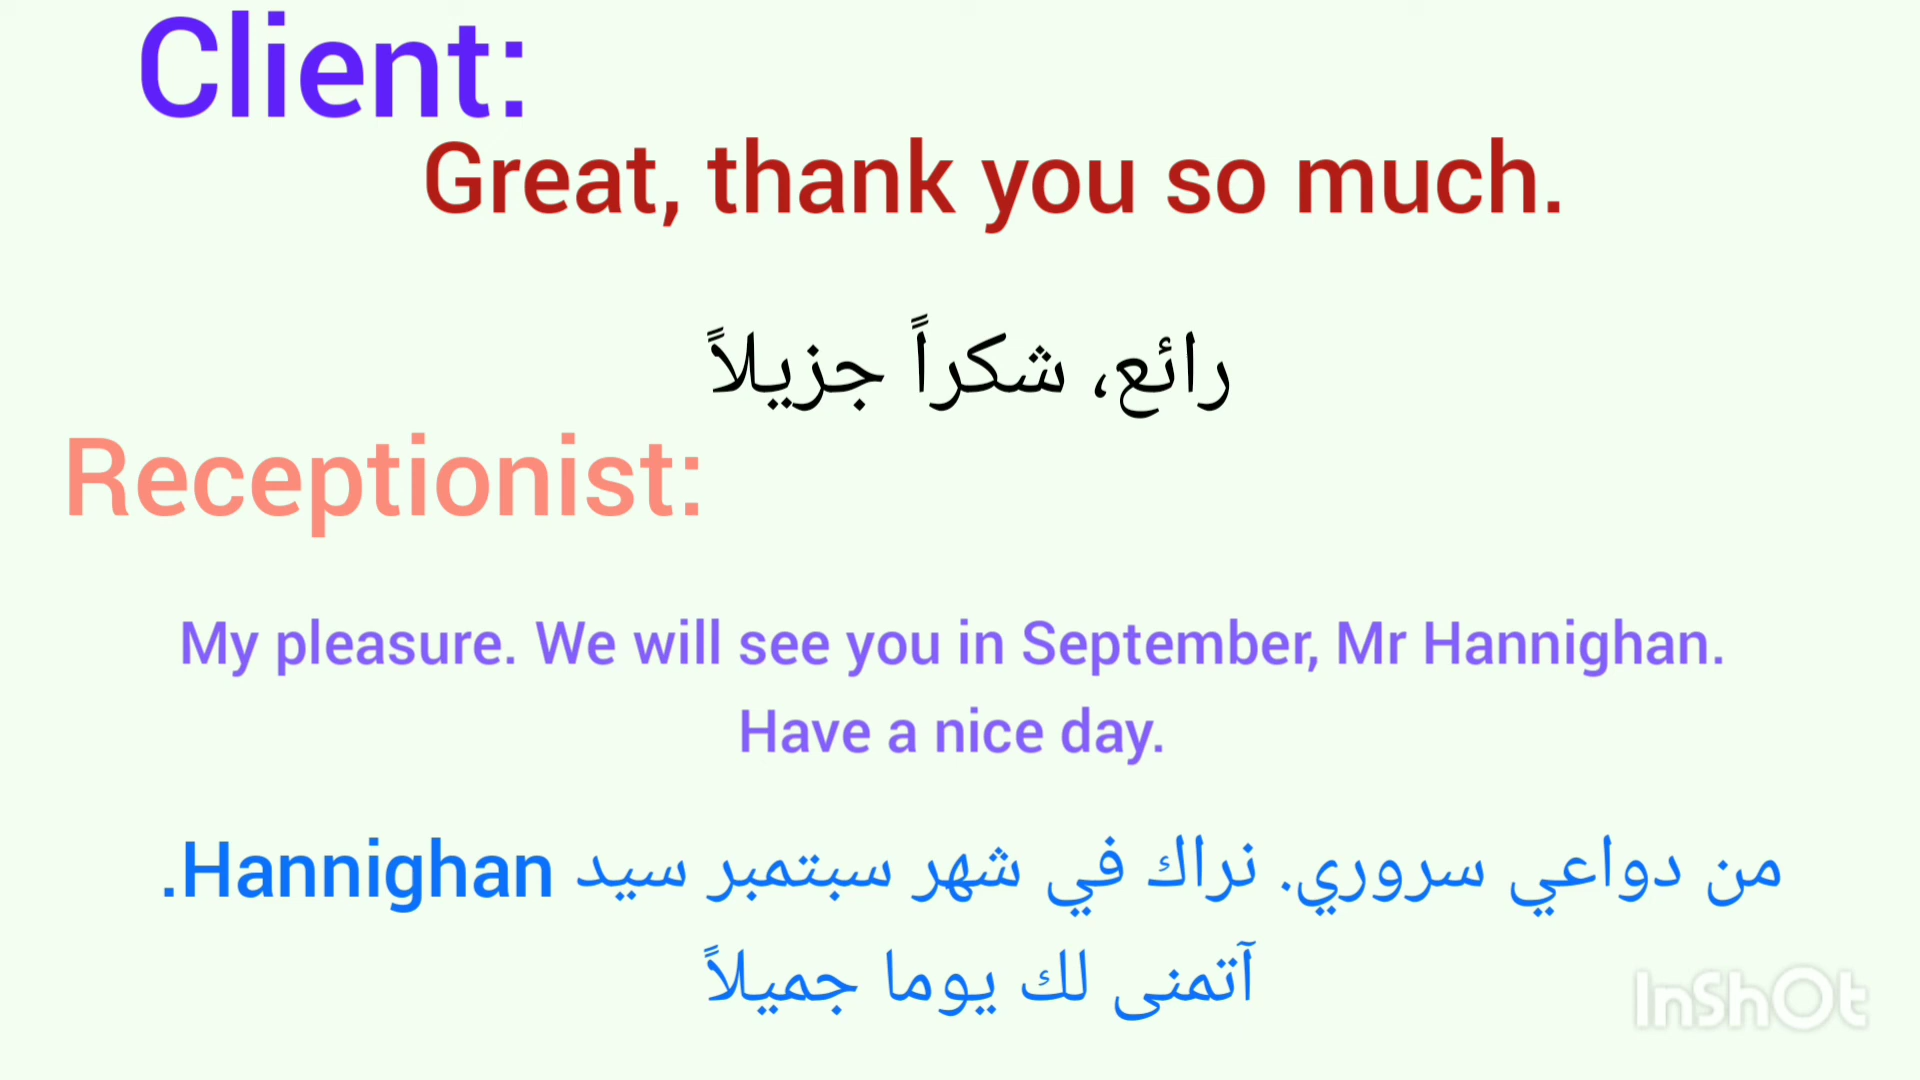 Client:
Great, thank you so much.
رائع، شكراً جزيلاً
Receptionist:
My pleasure. We will see you in September, Mr Hannighan.
Have a nice day.
من دواعي سروري. نراك في شهر سبتمبر سيد Hannighan.
آتمنى لك يوما جميلاً
InShOt